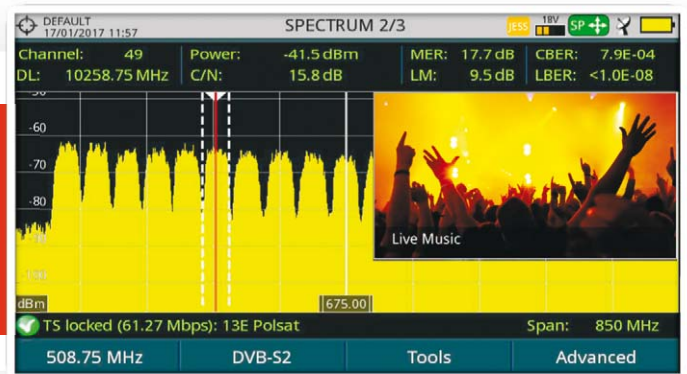 DEFAULT
17/01/2017 11:57
SPECTRUM 2/3
JESS
18V
SP
Channel: 49
Power: -41.5 dBm
MER: 17.7 dB
CBER: 7.9E-04
DL: 10258.75 MHz
C/N: 15.8 dB
LM: 9.5 dB
LBER: <1.0E-08
-60
-70
-80
Live Music
dBm
675.00
TS locked (61.27 Mbps): 13E Polsat
Span: 850 MHz
508.75 MHz
DVB-S2
Tools
Advanced